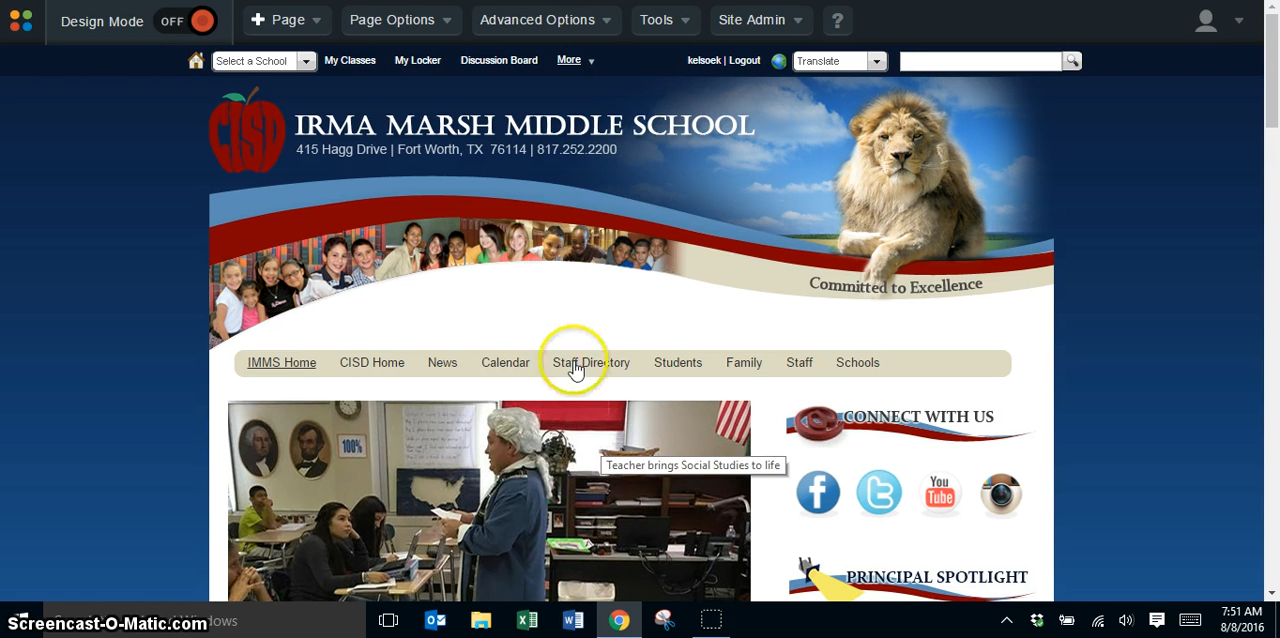 Design Mode OFF + Page Page Options Advanced Options Tools Site Admin ?
Select a School My Classes My Locker Discussion Board More kelsoek | Logout Translate
CISD
IRMA MARSH MIDDLE SCHOOL
415 Hagg Drive | Fort Worth, TX 76114 | 817.252.2200
Committed to Excellence
IMMS Home CISD Home News Calendar Staff Directory Students Family Staff Schools
CONNECT WITH US
100%
Teacher brings Social Studies to life
You
Tube
PRINCIPAL SPOTLIGHT
Screencast-O-Matic.com
7:51 AM
8/8/2016